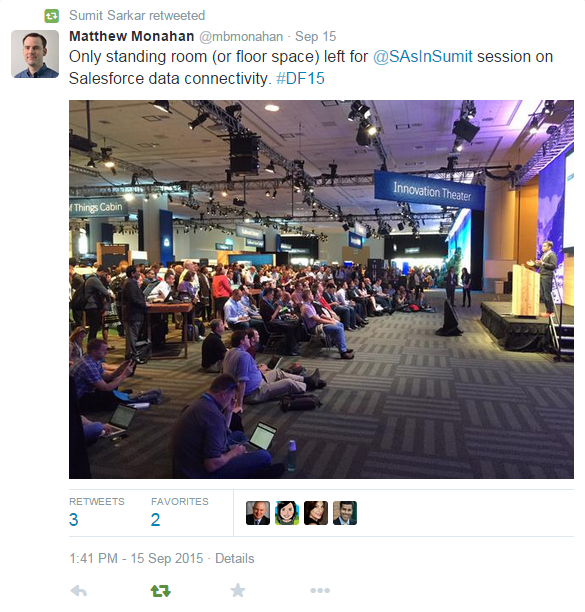 Sumit Sarkar retweeted
Matthew Monahan @mbmonahan · Sep 15
Only standing room (or floor space) left for @SAsInSumit session on
Salesforce data connectivity. #DF15
Innovation Theater
f Things Cabin
RETWEETS FAVORITES
3 2
1:41 PM - 15 Sep 2015 · Details